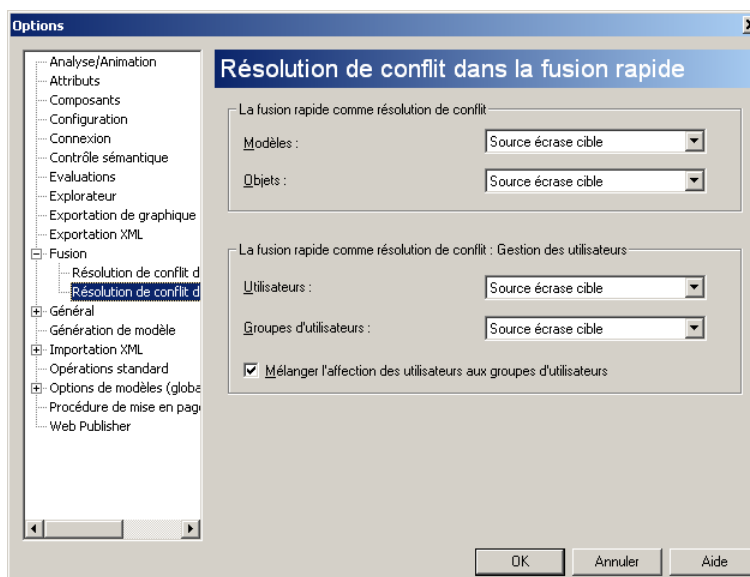 Options
Analyse/Animation
Attributs
Composants
Configuration
Connexion
Contrôle sémantique
Evaluations
Explorateur
Exportation de graphique
Exportation XML
Fusion
Résolution de conflit d
Résolution de conflit d
Général
Génération de modèle
Importation XML
Opérations standard
Options de modèles (globa
Procédure de mise en pag
Web Publisher
Résolution de conflit dans la fusion rapide
La fusion rapide comme résolution de conflit
Modèles : Source écrase cible
Objets : Source écrase cible
La fusion rapide comme résolution de conflit : Gestion des utilisateurs
Utilisateurs : Source écrase cible
Groupes d'utilisateurs : Source écrase cible
Mélanger l'affection des utilisateurs aux groupes d'utilisateurs
OK Annuler Aide